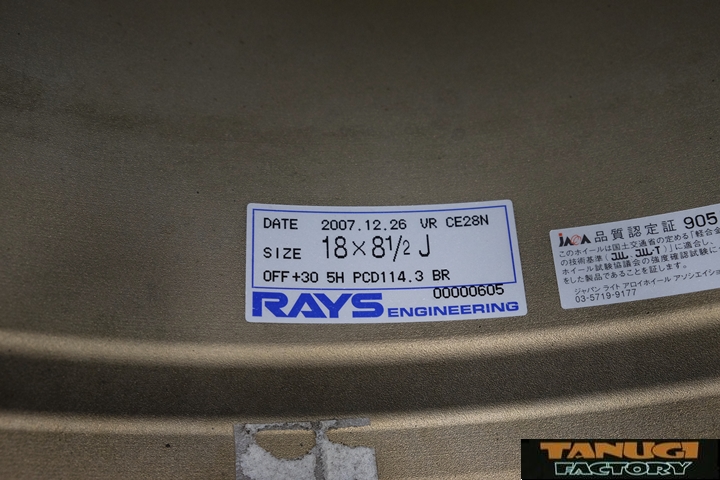 DATE 2007.12.26 VR CE28N
SIZE 18×8½J
OFF+30 5H PCD114.3 BR
00000605
RAYS ENGINEERING
JAWA 品質認定証 905
このホイールは国土交通省の定める「軽合金
の技術基準(JWL. JWL-T)」に適合し、
ホイール試験協議会の強度確認試験に
をした製品であることを証します。
ジャパン ライト アロイホイール アソシエイショ
03-5719-9177
TANUGI
FACTORY